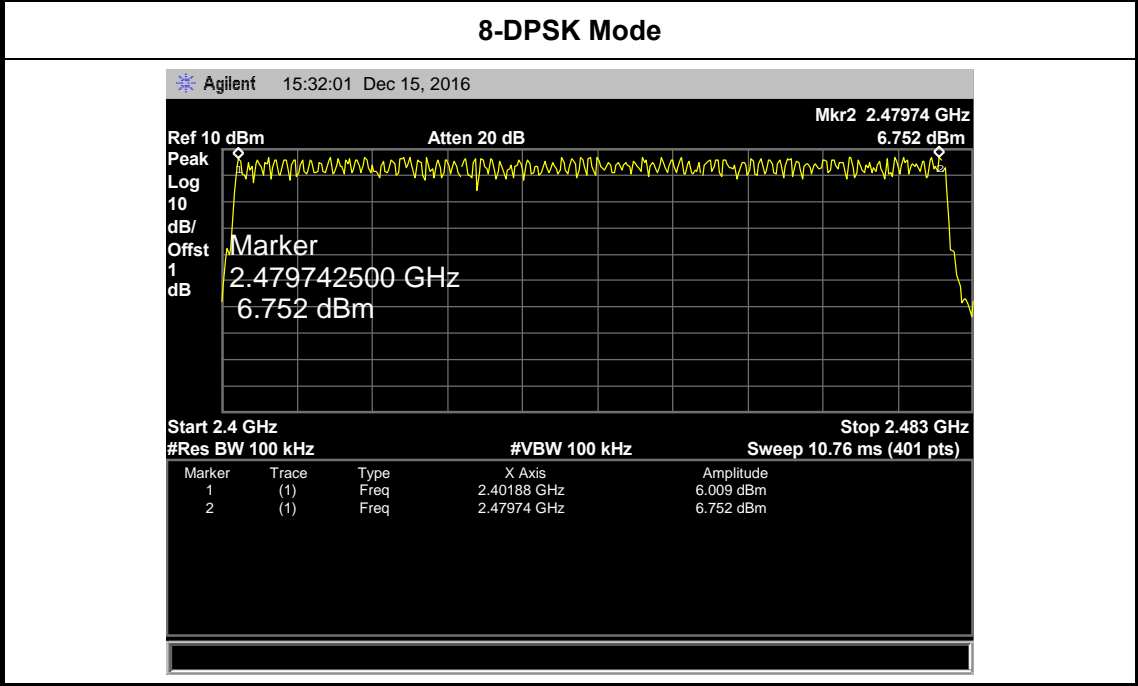 8-DPSK Mode
Agilent 15:32:01 Dec 15, 2016
Mkr2 2.47974 GHz
Ref 10 dBm Atten 20 dB 6.752 dBm
Peak
Log
10
dB/
Offst
1
dB
1
2
Marker
2.479742500 GHz
6.752 dBm
Start 2.4 GHz Stop 2.483 GHz
#Res BW 100 kHz #VBW 100 kHz Sweep 10.76 ms (401 pts)
Marker Trace Type X Axis Amplitude
1 (1) Freq 2.40188 GHz 6.009 dBm
2 (1) Freq 2.47974 GHz 6.752 dBm